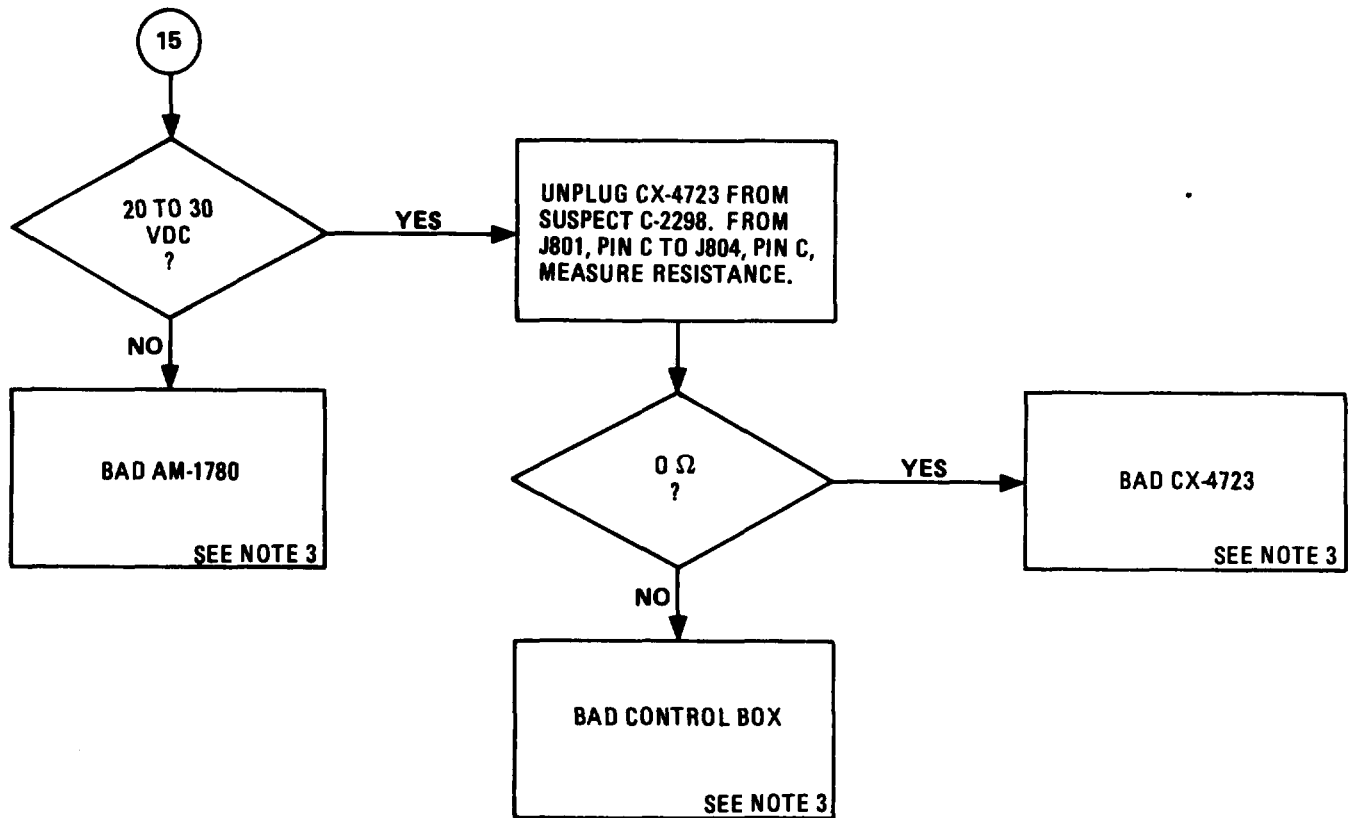 15
20 TO 30
VDC
?
YES
UNPLUG CX-4723 FROM
SUSPECT C-2298. FROM
J801, PIN C TO J804, PIN C,
MEASURE RESISTANCE.
NO
BAD AM-1780
SEE NOTE 3
0 Ω
?
YES
BAD CX-4723
SEE NOTE 3
NO
BAD CONTROL BOX
SEE NOTE 3